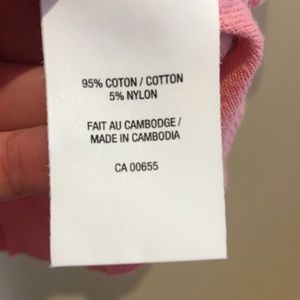 95% COTON / COTTON
5% NYLON
FAIT AU CAMBODGE /
MADE IN CAMBODIA
CA 00655